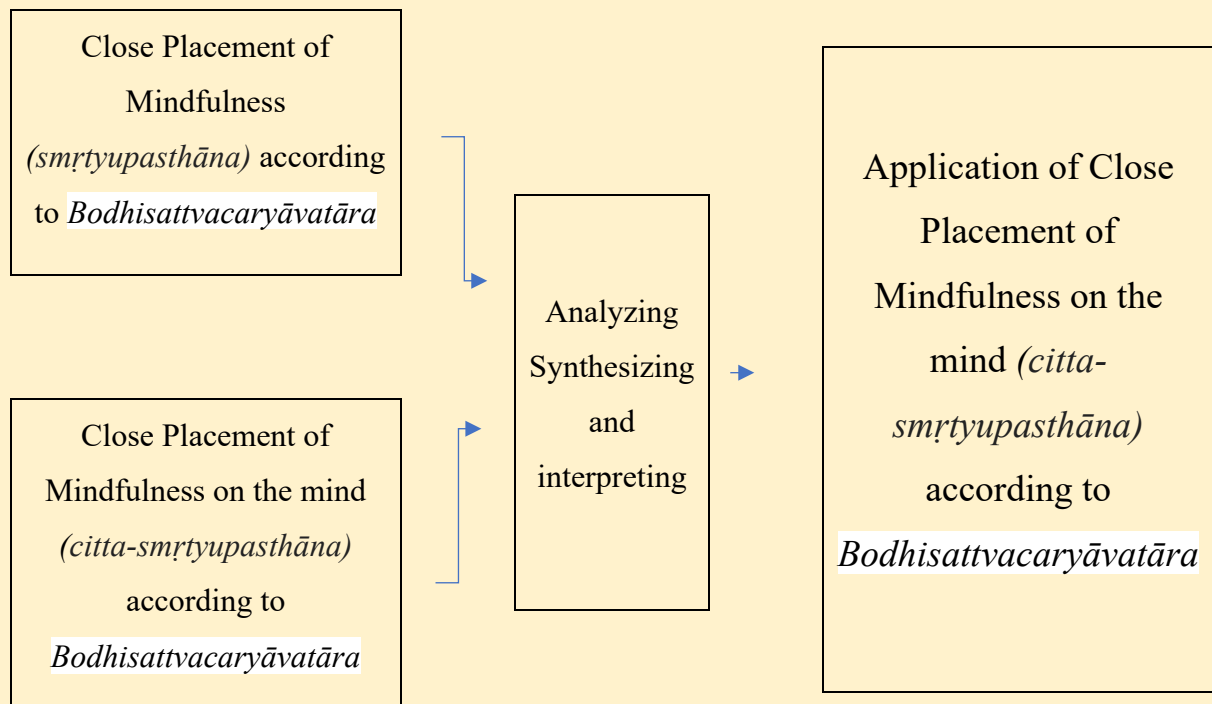 Close Placement of
Mindfulness
(smṛtyupasthāna) according
to Bodhisattvacaryāvatāra
Close Placement of
Mindfulness on the mind
(citta-smṛtyupasthāna)
according to
Bodhisattvacaryāvatāra
Analyzing
Synthesizing
and
interpreting
Application of Close
Placement of
Mindfulness on the
mind (citta-
smṛtyupasthāna)
according to
Bodhisattvacaryāvatāra